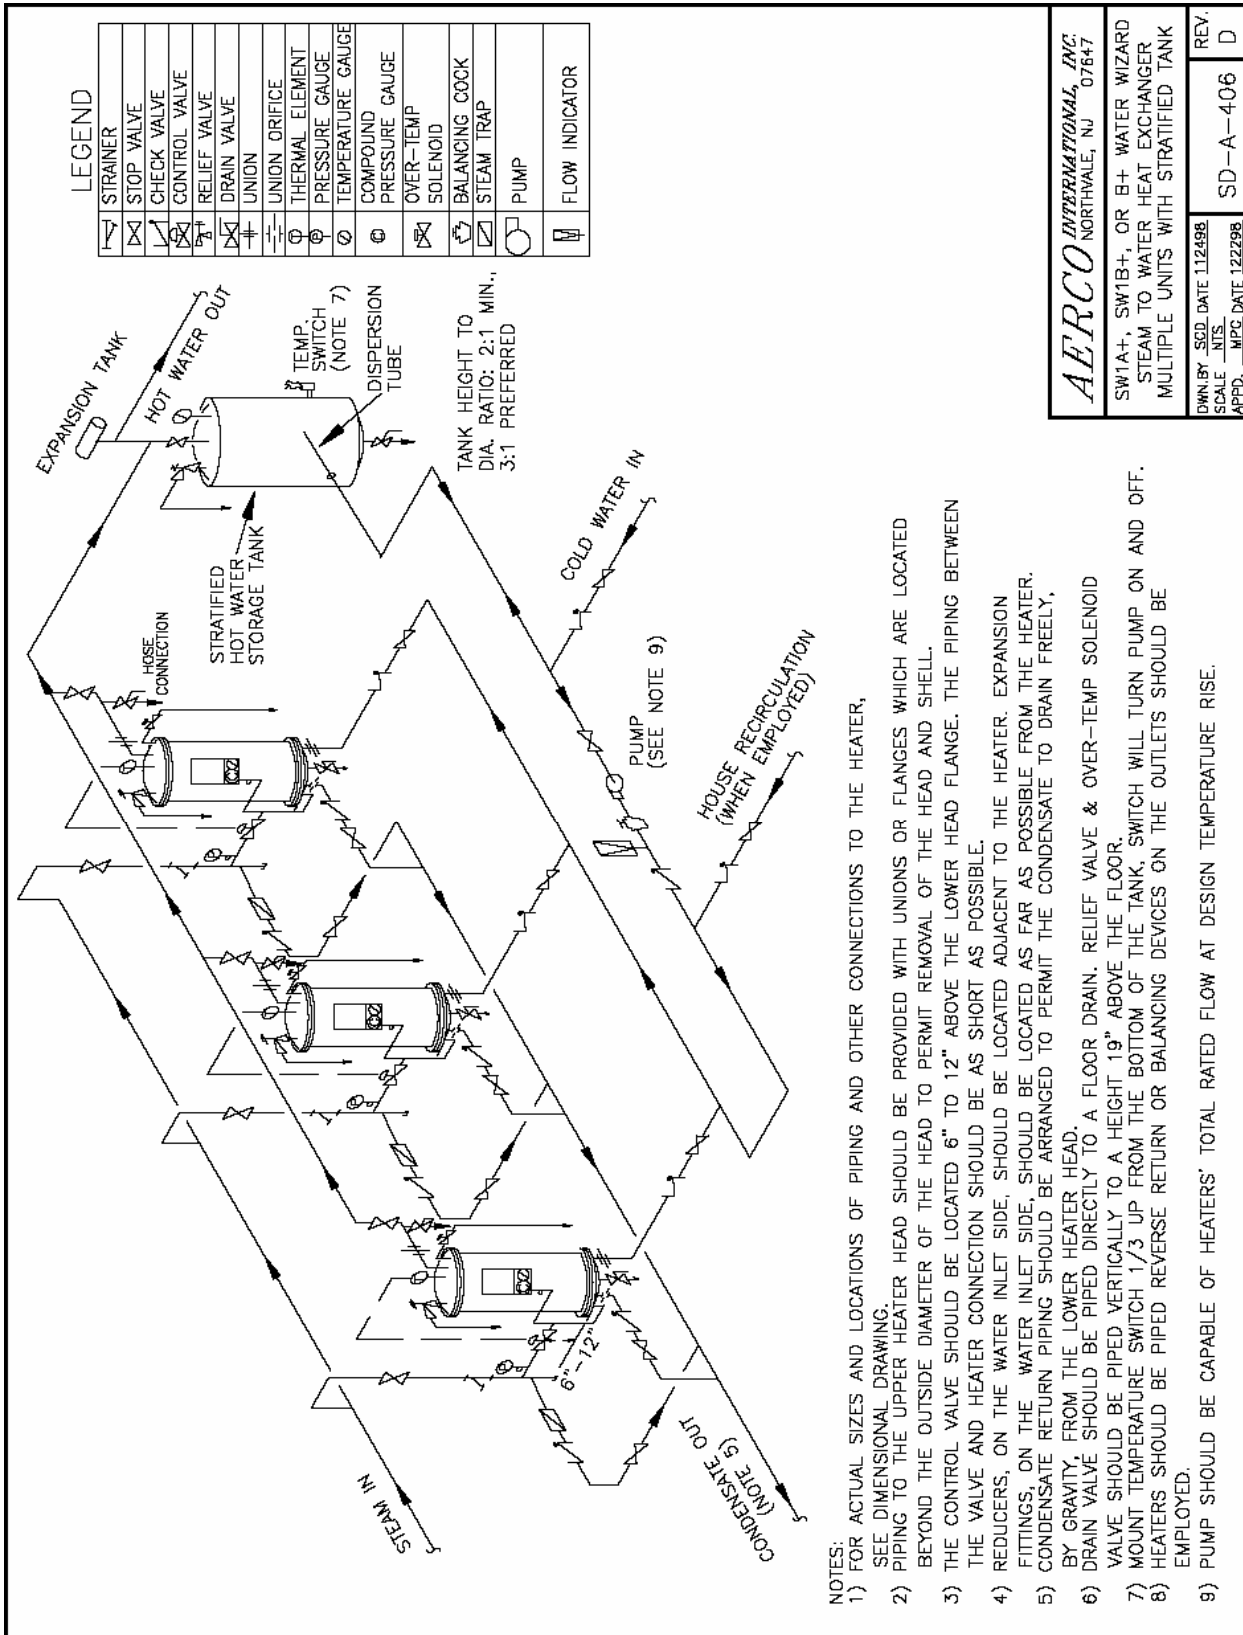 LEGEND
STRAINER
STOP VALVE
CHECK VALVE
CONTROL VALVE
RELIEF VALVE
DRAIN VALVE
UNION
UNION ORIFICE
THERMAL ELEMENT
PRESSURE GAUGE
TEMPERATURE GAUGE
COMPOUND
PRESSURE GAUGE
OVER-TEMP
SOLENOID
BALANCING COCK
STEAM TRAP
PUMP
FLOW INDICATOR
EXPANSION TANK
HOT WATER OUT
TEMP.
SWITCH
(NOTE 7)
DISPERSION
TUBE
TANK HEIGHT TO
DIA. RATIO: 2:1 MIN.,
3:1 PREFERRED
STRATIFIED
HOT WATER
STORAGE TANK
HOSE
CONNECTION
COLD WATER IN
PUMP
(SEE NOTE 9)
HOUSE RECIRCULATION
(WHEN EMPLOYED)
6"-12"
STEAM IN
CONDENSATE OUT
(NOTE 5)
NOTES:
1) FOR ACTUAL SIZES AND LOCATIONS OF PIPING AND OTHER CONNECTIONS TO THE HEATER,
SEE DIMENSIONAL DRAWING.
2) PIPING TO THE UPPER HEATER HEAD SHOULD BE PROVIDED WITH UNIONS OR FLANGES WHICH ARE LOCATED
BEYOND THE OUTSIDE DIAMETER OF THE HEAD TO PERMIT REMOVAL OF THE HEAD AND SHELL.
3) THE CONTROL VALVE SHOULD BE LOCATED 6" TO 12" ABOVE THE LOWER HEAD FLANGE. THE PIPING BETWEEN
THE VALVE AND HEATER CONNECTION SHOULD BE AS SHORT AS POSSIBLE.
4) REDUCERS, ON THE WATER INLET SIDE, SHOULD BE LOCATED ADJACENT TO THE HEATER. EXPANSION
FITTINGS, ON THE WATER INLET SIDE, SHOULD BE LOCATED AS FAR AS POSSIBLE FROM THE HEATER.
5) CONDENSATE RETURN PIPING SHOULD BE ARRANGED TO PERMIT THE CONDENSATE TO DRAIN FREELY,
BY GRAVITY, FROM THE LOWER HEATER HEAD.
6) DRAIN VALVE SHOULD BE PIPED DIRECTLY TO A FLOOR DRAIN. RELIEF VALVE & OVER-TEMP SOLENOID
VALVE SHOULD BE PIPED VERTICALLY TO A HEIGHT 19" ABOVE THE FLOOR.
7) MOUNT TEMPERATURE SWITCH 1/3 UP FROM THE BOTTOM OF THE TANK, SWITCH WILL TURN PUMP ON AND OFF.
8) HEATERS SHOULD BE PIPED REVERSE RETURN OR BALANCING DEVICES ON THE OUTLETS SHOULD BE
EMPLOYED.
9) PUMP SHOULD BE CAPABLE OF HEATERS' TOTAL RATED FLOW AT DESIGN TEMPERATURE RISE.
AERCO INTERNATIONAL, INC.
NORTHVALE, NJ 07647
SW1A+, SW1B+, OR B+ WATER WIZARD
STEAM TO WATER HEAT EXCHANGER
MULTIPLE UNITS WITH STRATIFIED TANK
DWN.BY SCD DATE 112498
SCALE NTS
APPD. MPC DATE 122298
SD-A-406
REV.
D